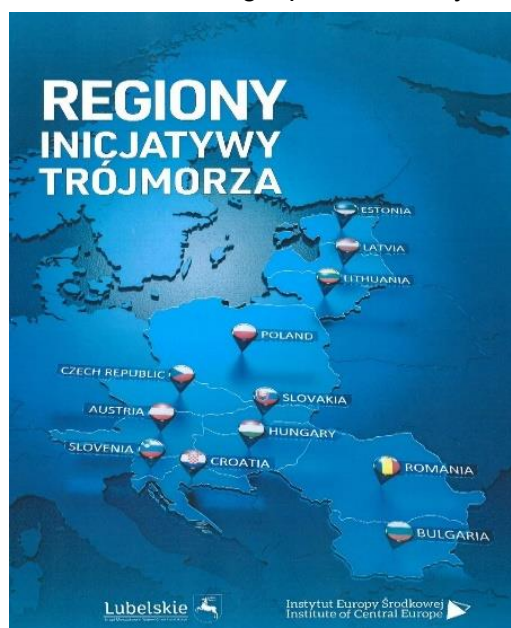 REGIONY
INICJATYWY
TRÓJMORZA
ESTONIA
LATVIA
LITHUANIA
POLAND
CZECH REPUBLIC
SLOVAKIA
AUSTRIA
HUNGARY
SLOVENIA
CROATIA
ROMANIA
BULGARIA
Lubelskie
Instytut Europy Środkowej
Institute of Central Europe